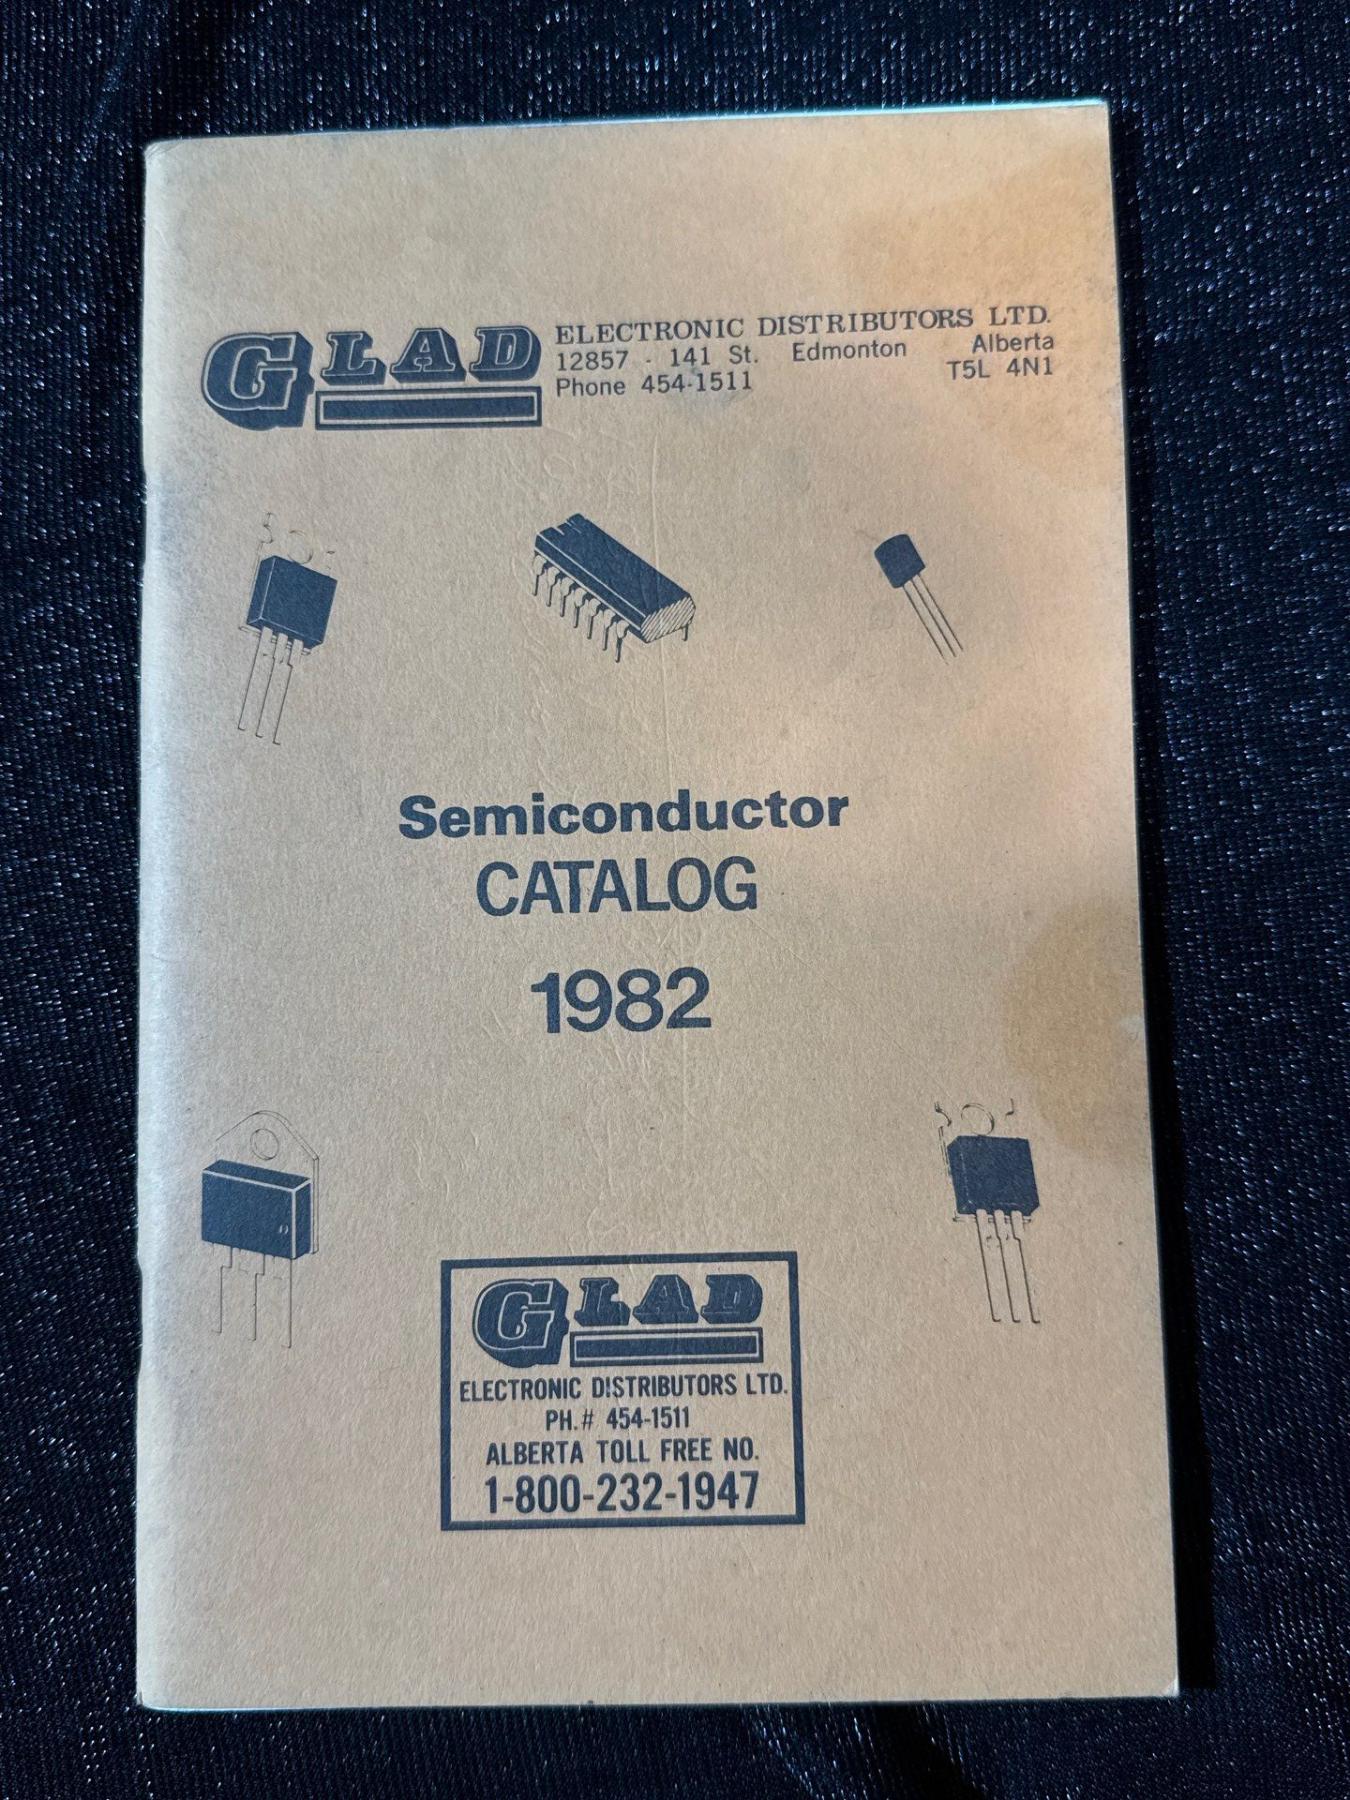 GLAD
ELECTRONIC DISTRIBUTORS LTD.
12857 - 141 St. Edmonton Alberta
Phone 454-1511 T5L 4N1
Semiconductor
CATALOG
1982
GLAD
ELECTRONIC DISTRIBUTORS LTD.
PH.# 454-1511
ALBERTA TOLL FREE NO.
1-800-232-1947